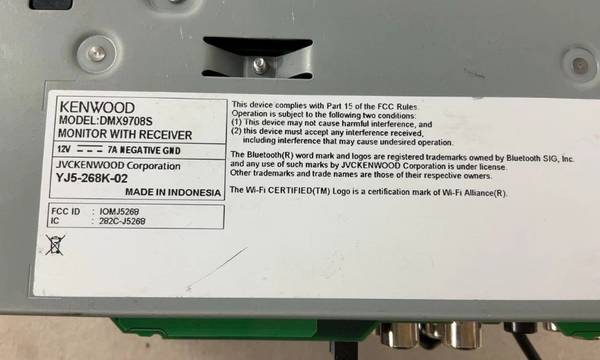 KENWOOD
MODEL:DMX9708S
MONITOR WITH RECEIVER
12V 7A NEGATIVE GND
JVCKENWOOD Corporation
YJ5-268K-02
MADE IN INDONESIA
FCC ID : IOMJ5268
IC : 282C-J5268
This device complies with Part 15 of the FCC Rules.
Operation is subject to the following two conditions:
(1) This device may not cause harmful interference, and
(2) this device must accept any interference received,
including interference that may cause undesired operation.
The Bluetooth(R) word mark and logos are registered trademarks owned by Bluetooth SIG, Inc.
and any use of such marks by JVCKENWOOD Corporation is under license.
Other trademarks and trade names are those of their respective owners.
The Wi-Fi CERTIFIED(TM) Logo is a certification mark of Wi-Fi Alliance(R).